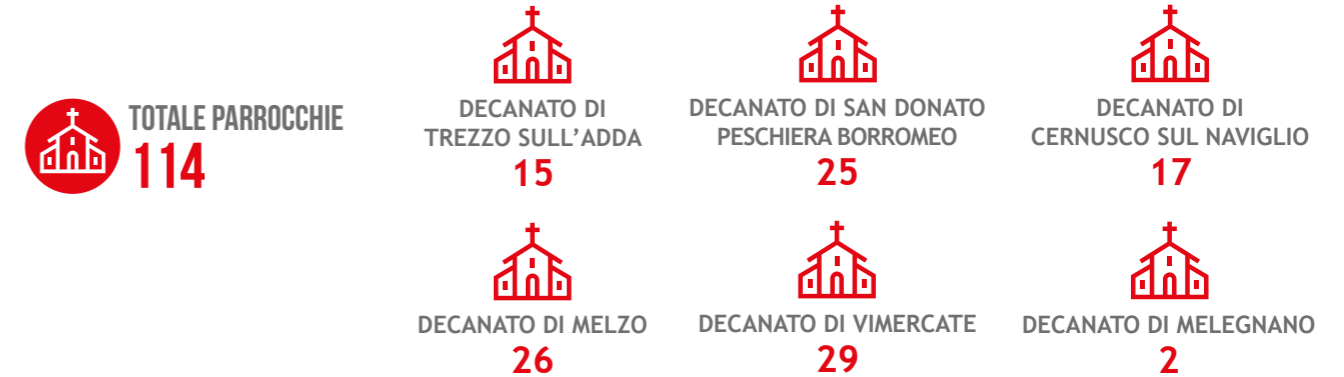 TOTALE PARROCCHIE
114
DECANATO DI
TREZZO SULL’ADDA
15
DECANATO DI SAN DONATO
PESCHIERA BORROMEO
25
DECANATO DI
CERNUSCO SUL NAVIGLIO
17
DECANATO DI MELZO
26
DECANATO DI VIMERCATE
29
DECANATO DI MELEGNANO
2